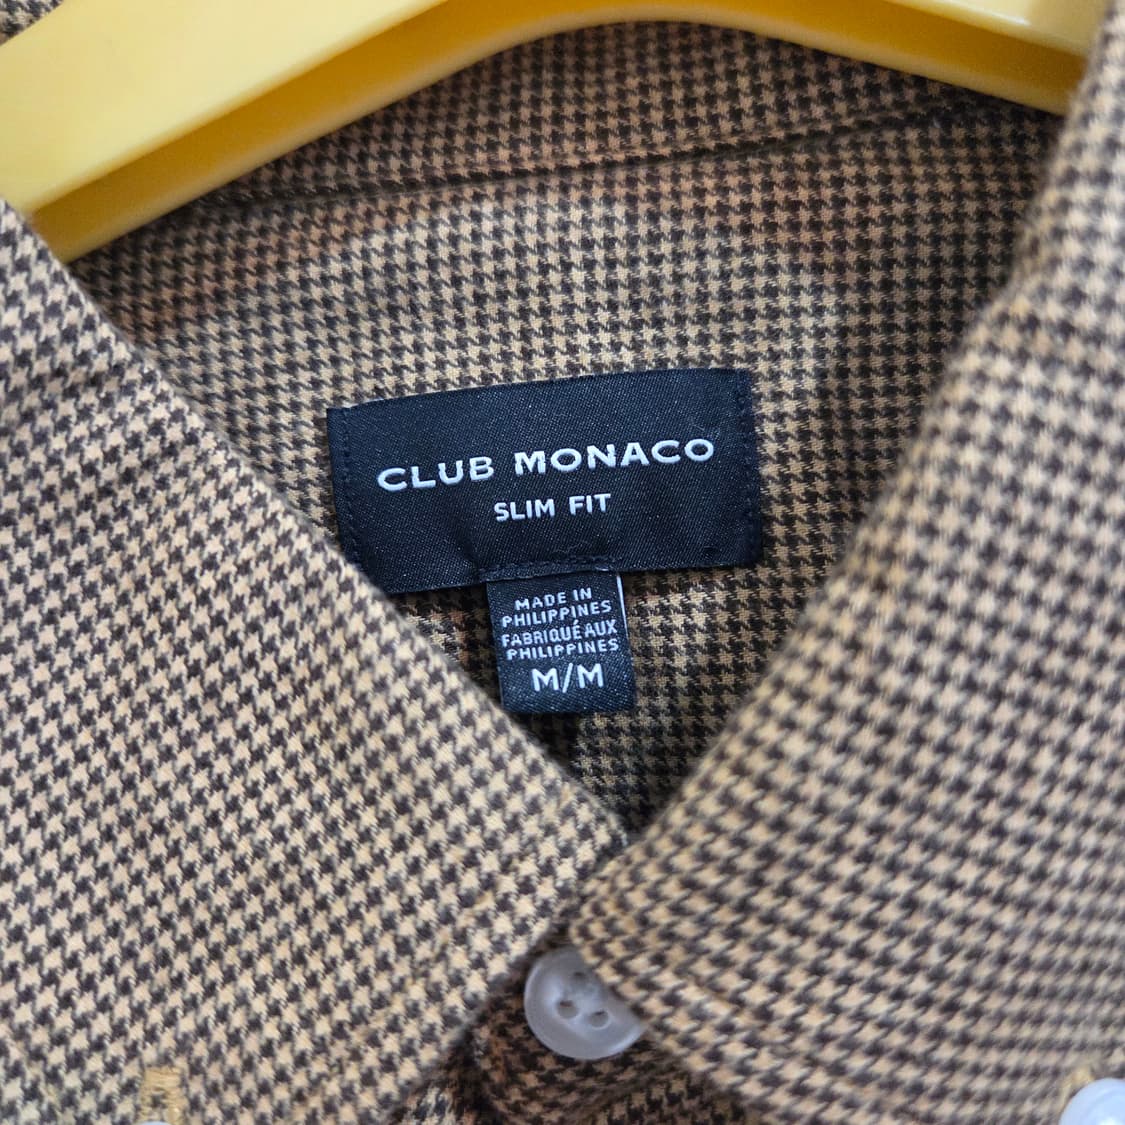 CLUB MONACO
SLIM FIT
MADE IN
PHILIPPINES
FABRIQUÉ AUX
PHILIPPINES
M/M